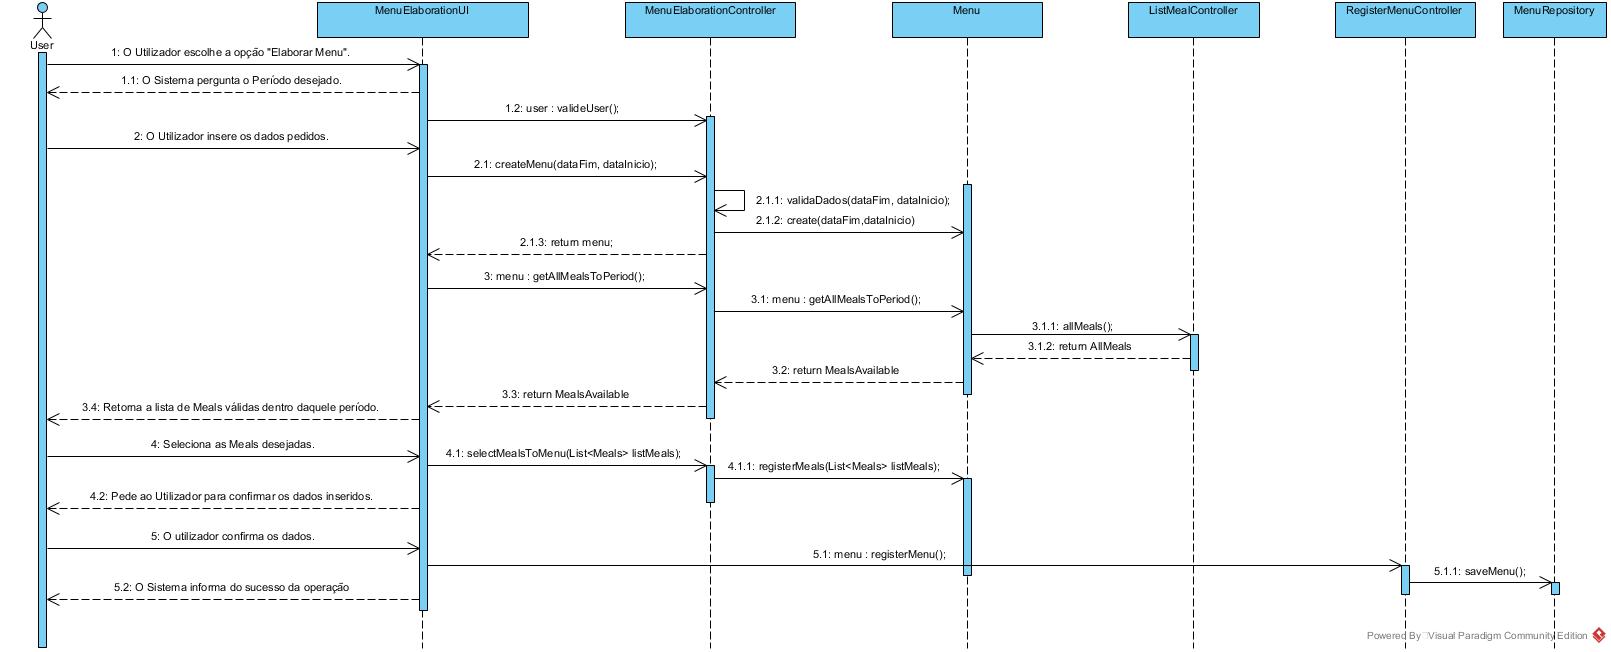 MenuElaborationUI
MenuElaborationController
Menu
ListMealController
RegisterMenuController
MenuRepository
User
1: O Utilizador escolhe a opção "Elaborar Menu".
1.1: O Sistema pergunta o Período desejado.
1.2: user : valideUser();
2: O Utilizador insere os dados pedidos.
2.1: createMenu(dataFim, dataInicio);
2.1.1: validaDados(dataFim, dataInicio);
2.1.2: create(dataFim,dataInicio)
2.1.3: return menu;
3: menu : getAllMealsToPeriod();
3.1: menu : getAllMealsToPeriod();
3.1.1: allMeals();
3.1.2: return AllMeals
3.2: return MealsAvailable
3.3: return MealsAvailable
3.4: Retorna a lista de Meals válidas dentro daquele período.
4: Seleciona as Meals desejadas.
4.1: selectMealsToMenu(List<Meals> listMeals);
4.1.1: registerMeals(List<Meals> listMeals);
4.2: Pede ao Utilizador para confirmar os dados inseridos.
5: O utilizador confirma os dados.
5.1: menu : registerMenu();
5.1.1: saveMenu();
5.2: O Sistema informa do sucesso da operação
Powered By Visual Paradigm Community Edition